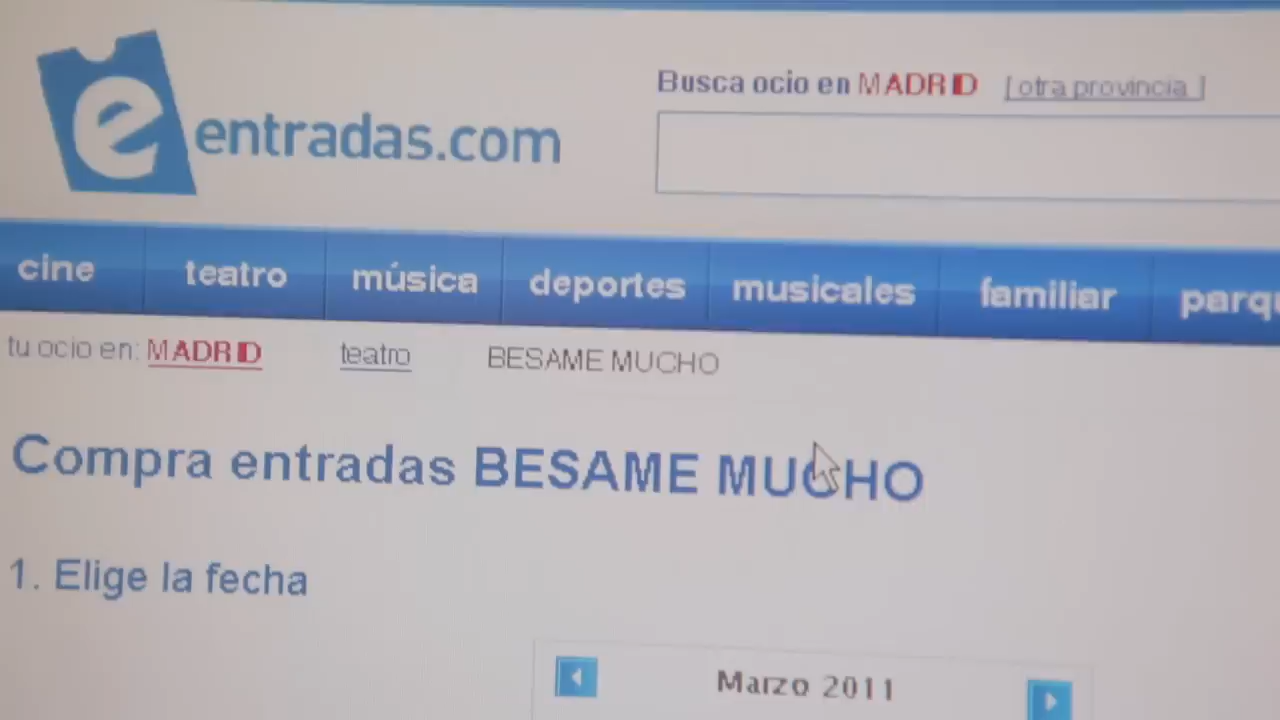 e entradas.com
Busca ocio en MADRID [ otra provincia ]
cine teatro música deportes musicales familiar parqu
tu ocio en: MADRID teatro BESAME MUCHO
Compra entradas BESAME MUCHO
1. Elige la fecha
Marzo 2011